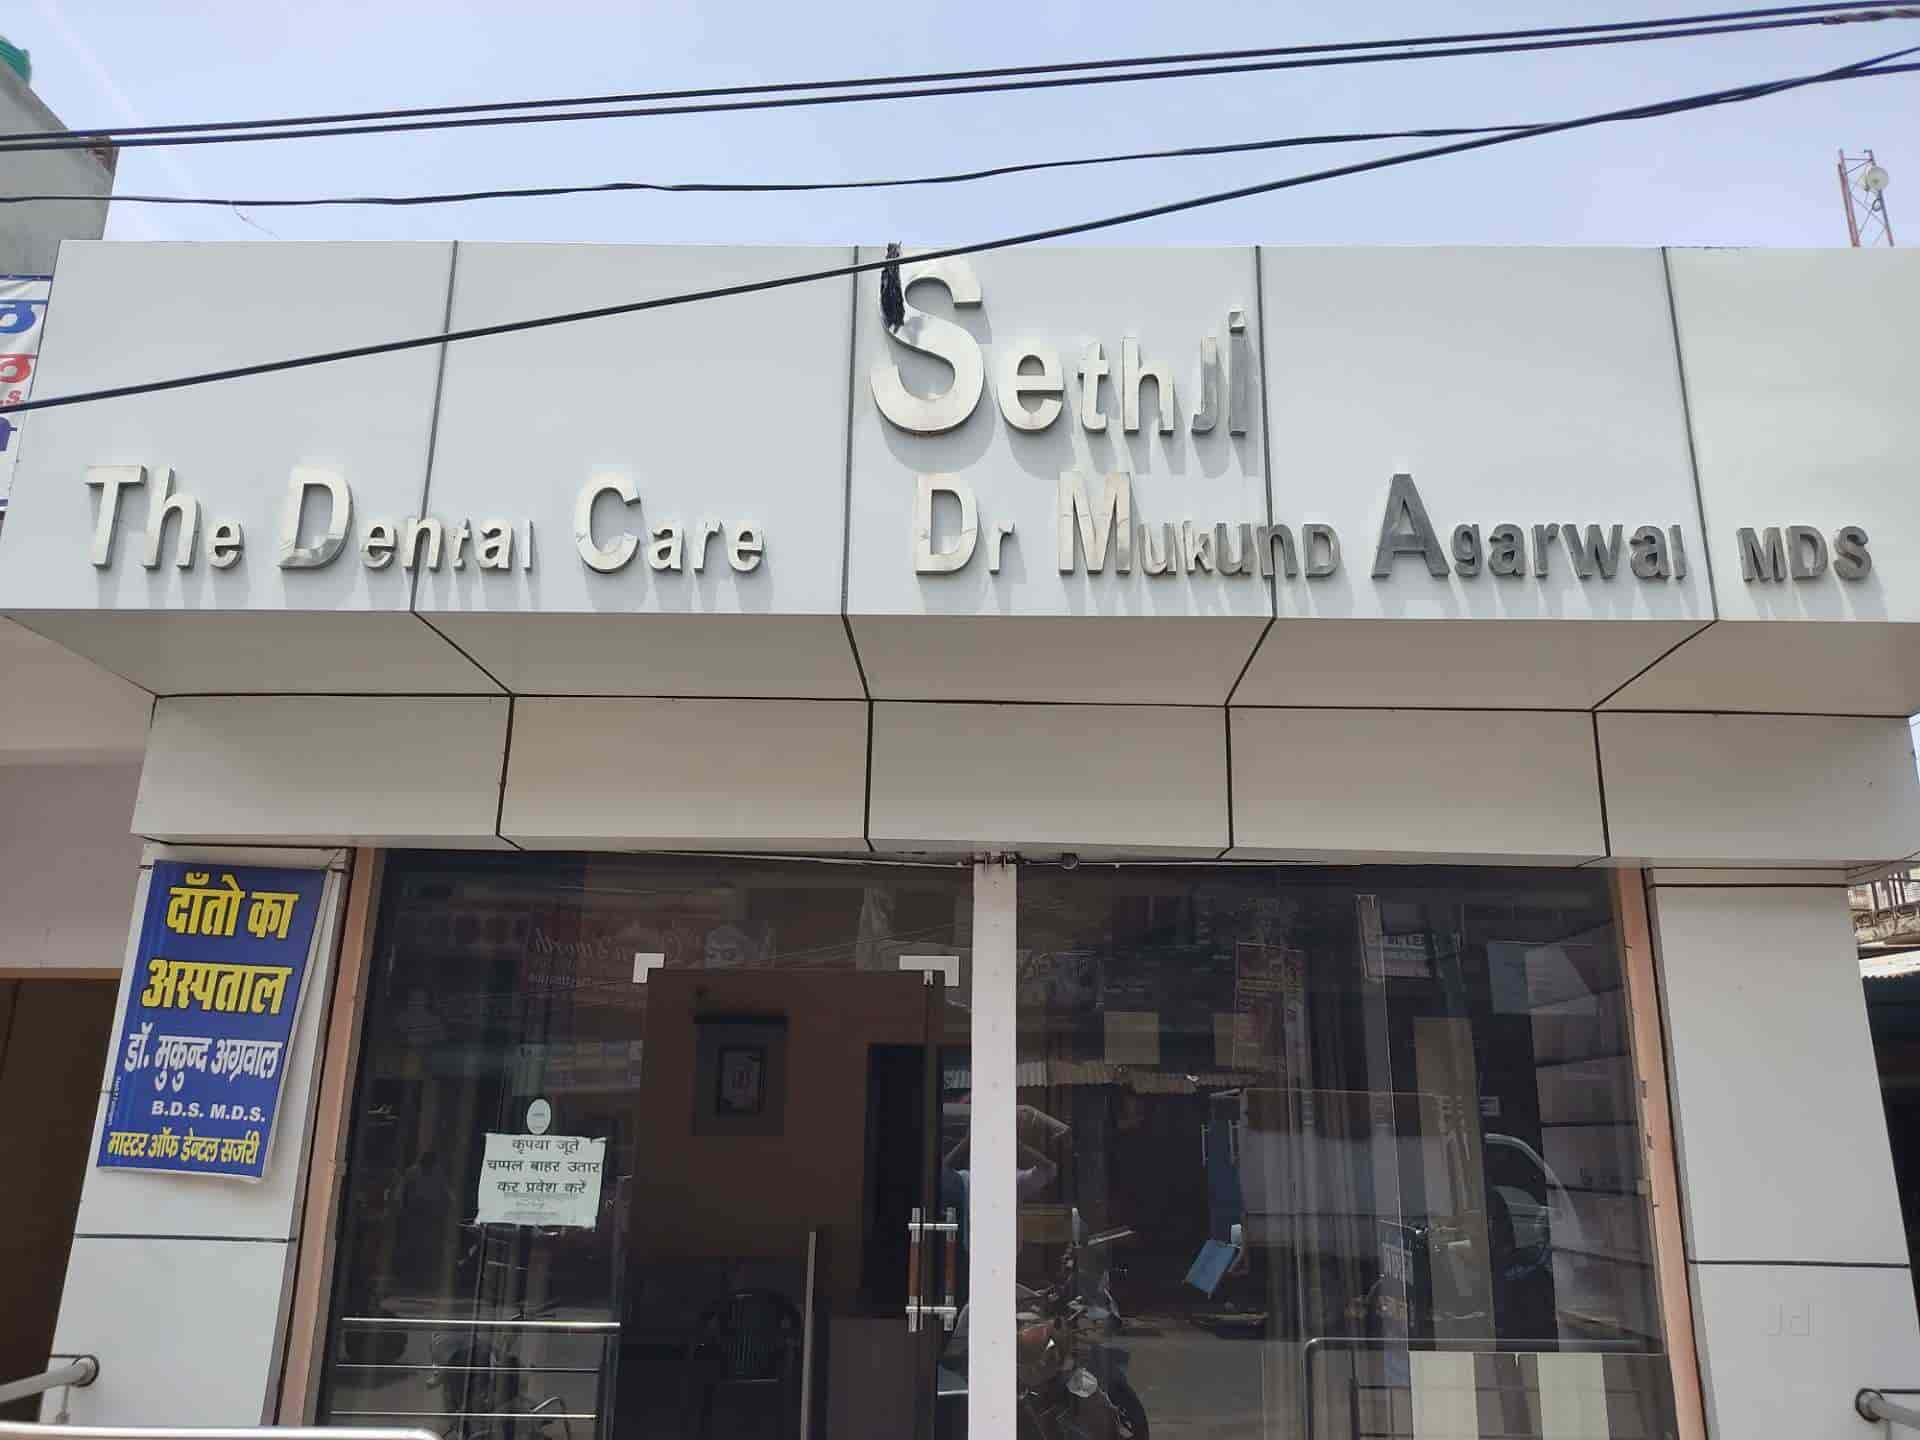 SethJi
The Dental Care Dr Mukund Agarwal MDS
दाँतो का
अस्पताल
डॉ. मुकुन्द अग्रवाल
B.D.S. M.D.S.
मास्टर ऑफ डेन्टल सर्जरी
कृपया जूते
चप्पल बाहर उतार
कर प्रवेश करें
Jd